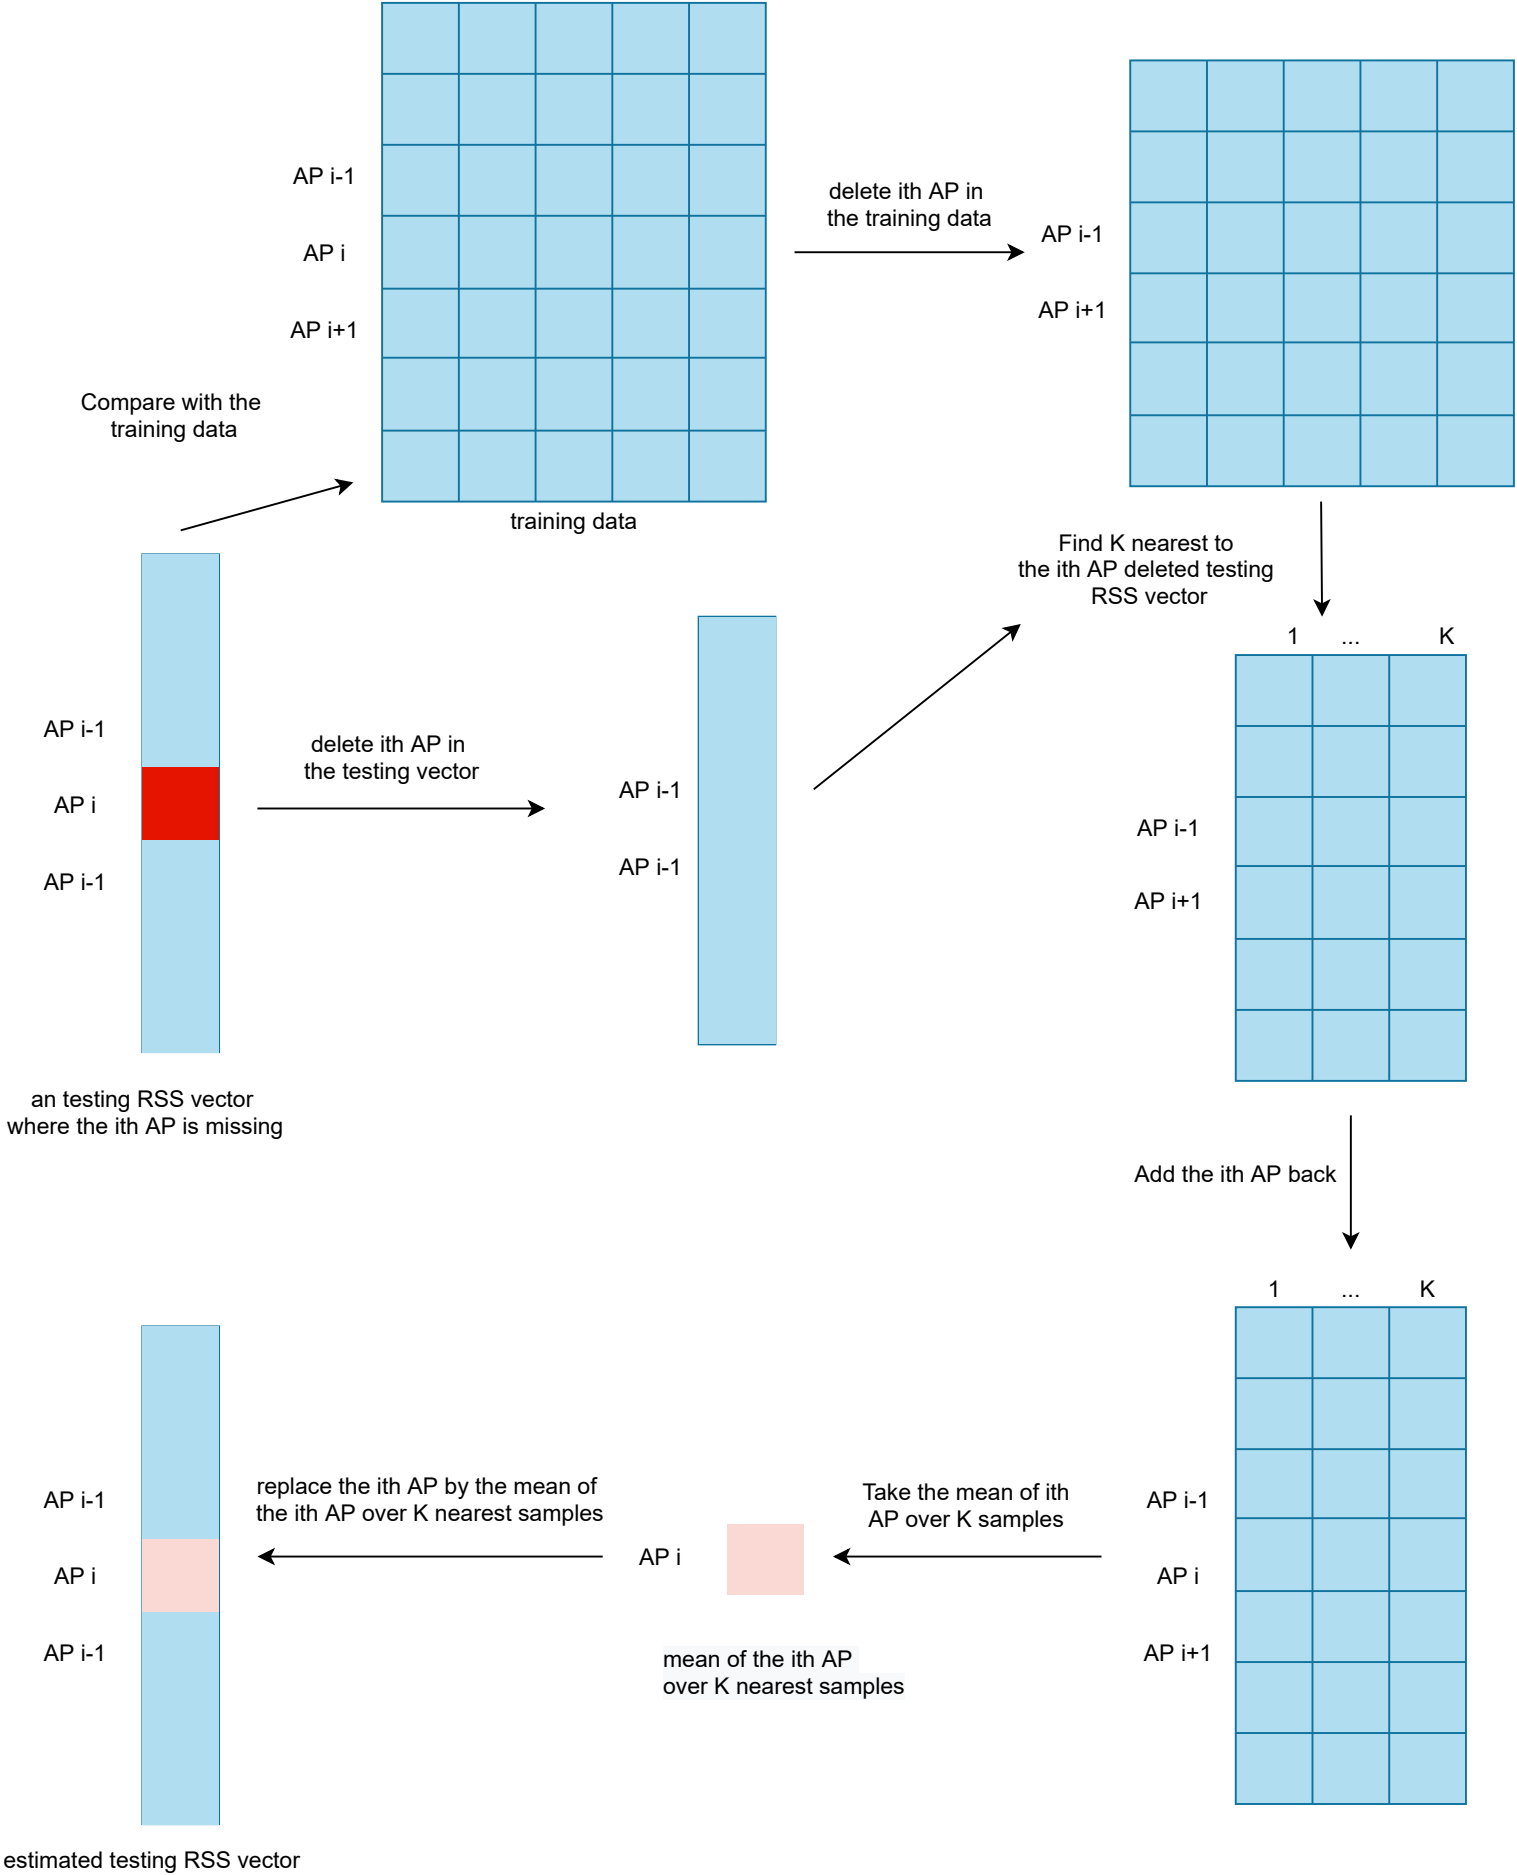 AP i-1
AP i
AP i+1
training data
delete ith AP in
the training data
AP i-1
AP i+1
Compare with the
training data
AP i-1
AP i
AP i-1
an testing RSS vector
where the ith AP is missing
delete ith AP in
the testing vector
AP i-1
AP i-1
Find K nearest to
the ith AP deleted testing
RSS vector
1 ... K
AP i-1
AP i+1
Add the ith AP back
1 ... K
AP i-1
AP i
AP i+1
Take the mean of ith
AP over K samples
AP i
mean of the ith AP
over K nearest samples
replace the ith AP by the mean of
the ith AP over K nearest samples
AP i-1
AP i
AP i-1
estimated testing RSS vector